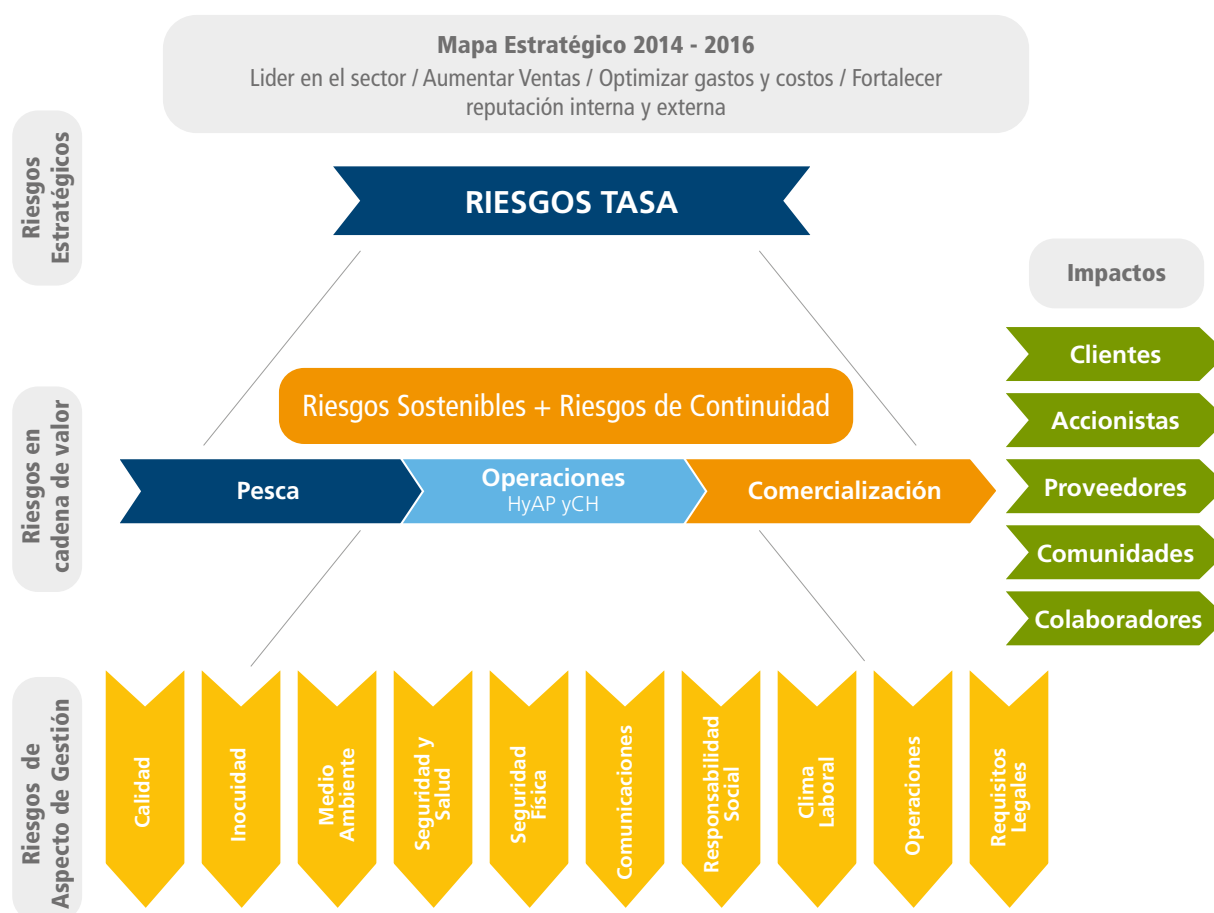 Mapa Estratégico 2014 - 2016
Lider en el sector / Aumentar Ventas / Optimizar gastos y costos / Fortalecer
reputación interna y externa
Riesgos
Estratégicos
RIESGOS TASA
Impactos
Clientes
Accionistas
Proveedores
Comunidades
Colaboradores
Riesgos en
cadena de valor
Riesgos Sostenibles + Riesgos de Continuidad
Pesca
Operaciones
HyAP yCH
Comercialización
Riesgos de
Aspecto de Gestión
Calidad
Inocuidad
Medio
Ambiente
Seguridad y
Salud
Seguridad
Física
Comunicaciones
Responsabilidad
Social
Clima
Laboral
Operaciones
Requisitos
Legales